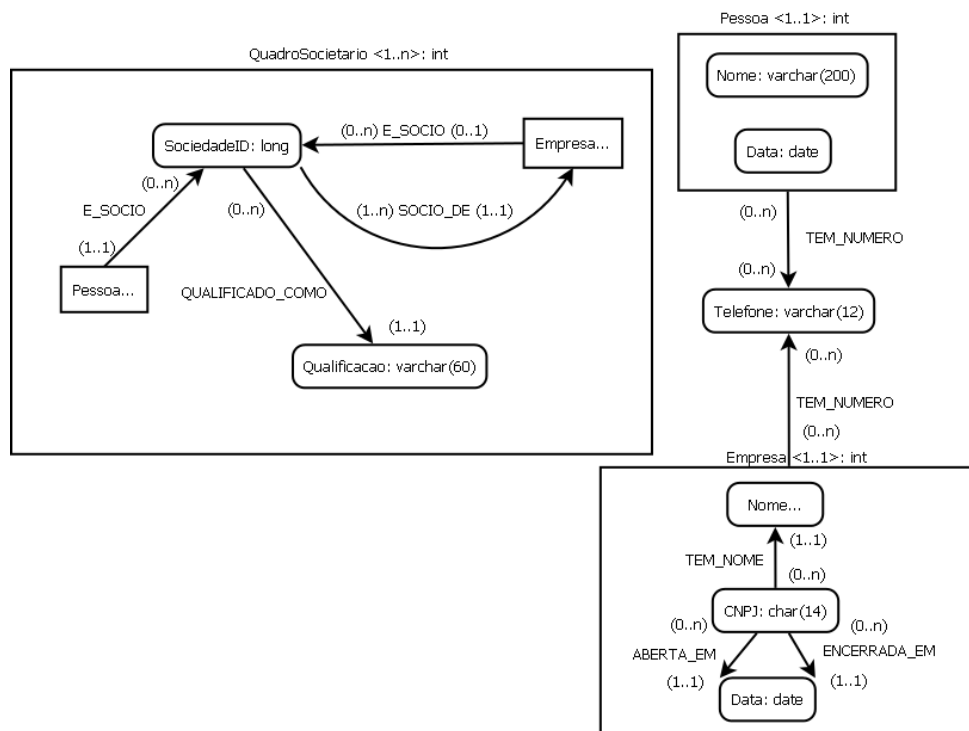 QuadroSocietario <1..n>: int
SociedadeID: long
(0..n) E_SOCIO (0..1)
Empresa...
(0..n)
E_SOCIO
(1..1)
Pessoa...
(0..n)
(1..n) SOCIO_DE (1..1)
QUALIFICADO_COMO
(1..1)
Qualificacao: varchar(60)
Pessoa <1..1>: int
Nome: varchar(200)
Data: date
(0..n)
TEM_NUMERO
(0..n)
Telefone: varchar(12)
(0..n)
TEM_NUMERO
(0..n)
Empresa <1..1>: int
Nome...
(1..1)
TEM_NOME
(0..n)
CNPJ: char(14)
(0..n)
(0..n)
ABERTA_EM
ENCERRADA_EM
(1..1)
(1..1)
Data: date